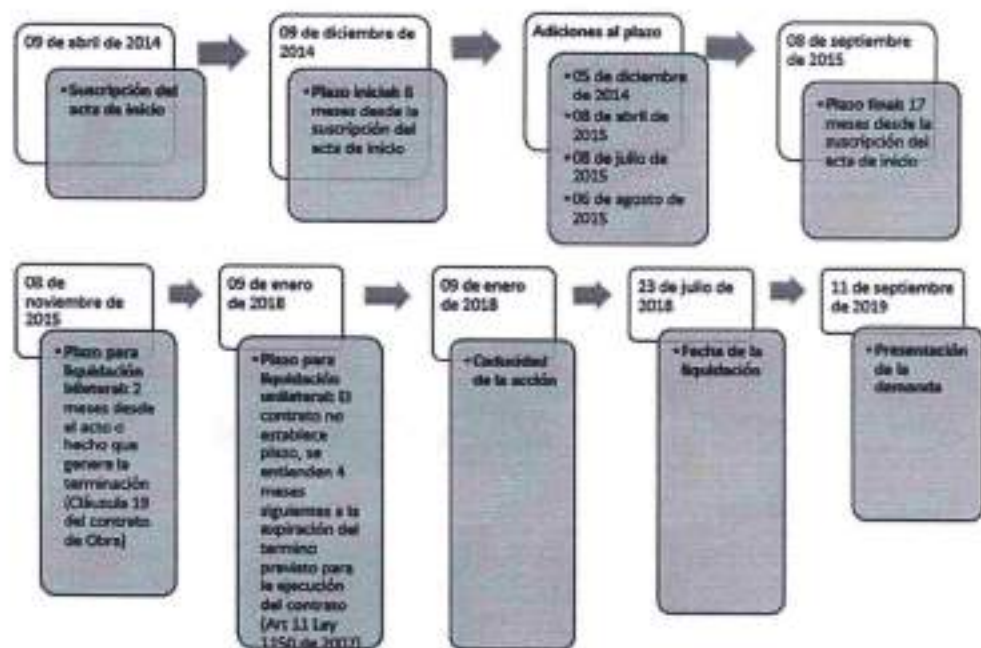 09 de abril de 2014
• Suscripción del
acta de inicio
09 de diciembre de
2014
• Plazo inicial: 8
meses desde la
suscripción del
acta de inicio
Adiciones al plazo
• 05 de diciembre
de 2014
• 08 de abril de
2015
• 08 de julio de
2015
• 06 de agosto de
2015
08 de septiembre
de 2015
• Plazo final: 17
meses desde la
suscripción del
acta de inicio
08 de
noviembre de
2015
• Plazo para
liquidación
bilateral: 2
meses desde
el acto o
hecho que
genera la
terminación
(Cláusula 19
del contrato
de Obra)
09 de enero
de 2018
• Plazo para
liquidación
unilateral: El
contrato no
establece
plazo, se
entienden 4
meses
siguientes a la
expiración del
termino
previsto para
la ejecución
del contrato
(Art 11 Ley
1150 de 2007)
09 de enero de
2018
• Caducidad
de la acción
23 de julio de
2018
• Fecha de la
liquidación
11 de septiembre
de 2019
• Presentación
de la
demanda